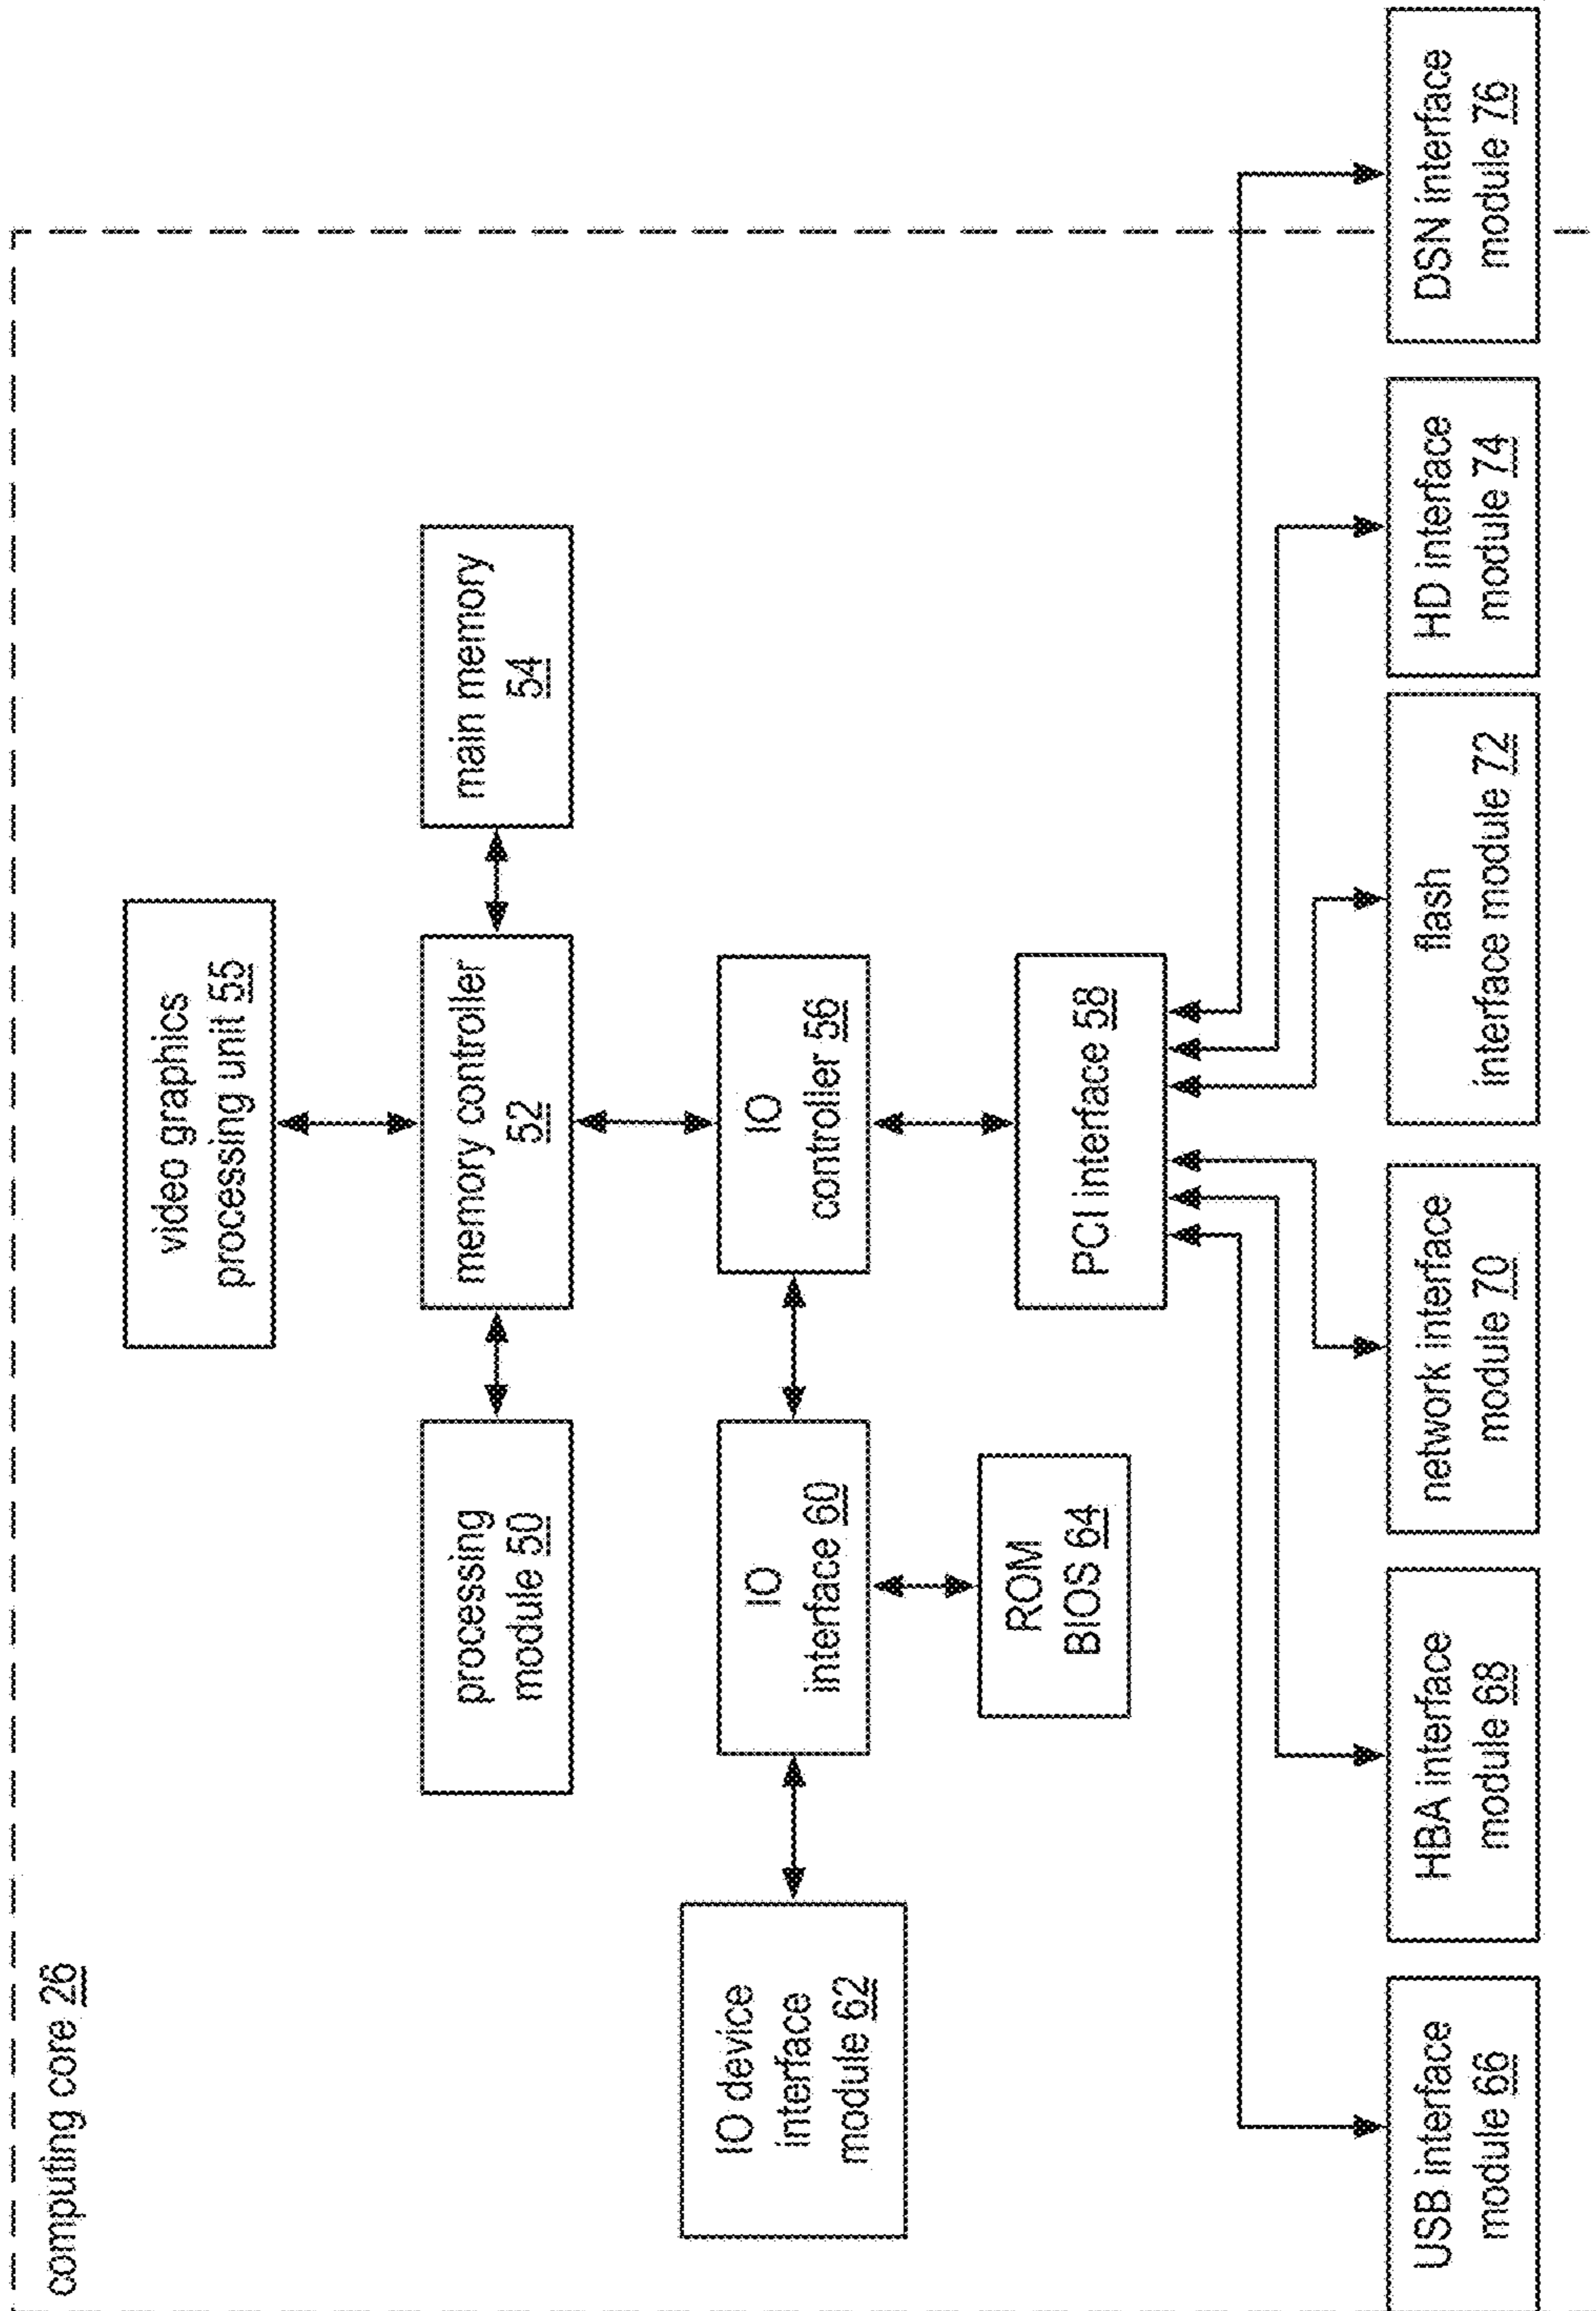 computing core 26
video graphics
processing unit 55
processing
module 50
memory controller
52
main memory
54
IO device
interface
module 62
IO
interface 60
IO
controller 56
ROM
BIOS 64
PCI interface 58
USB interface
module 66
HBA interface
module 68
network interface
module 70
flash
interface module 72
HD interface
module 74
DSN interface
module 76